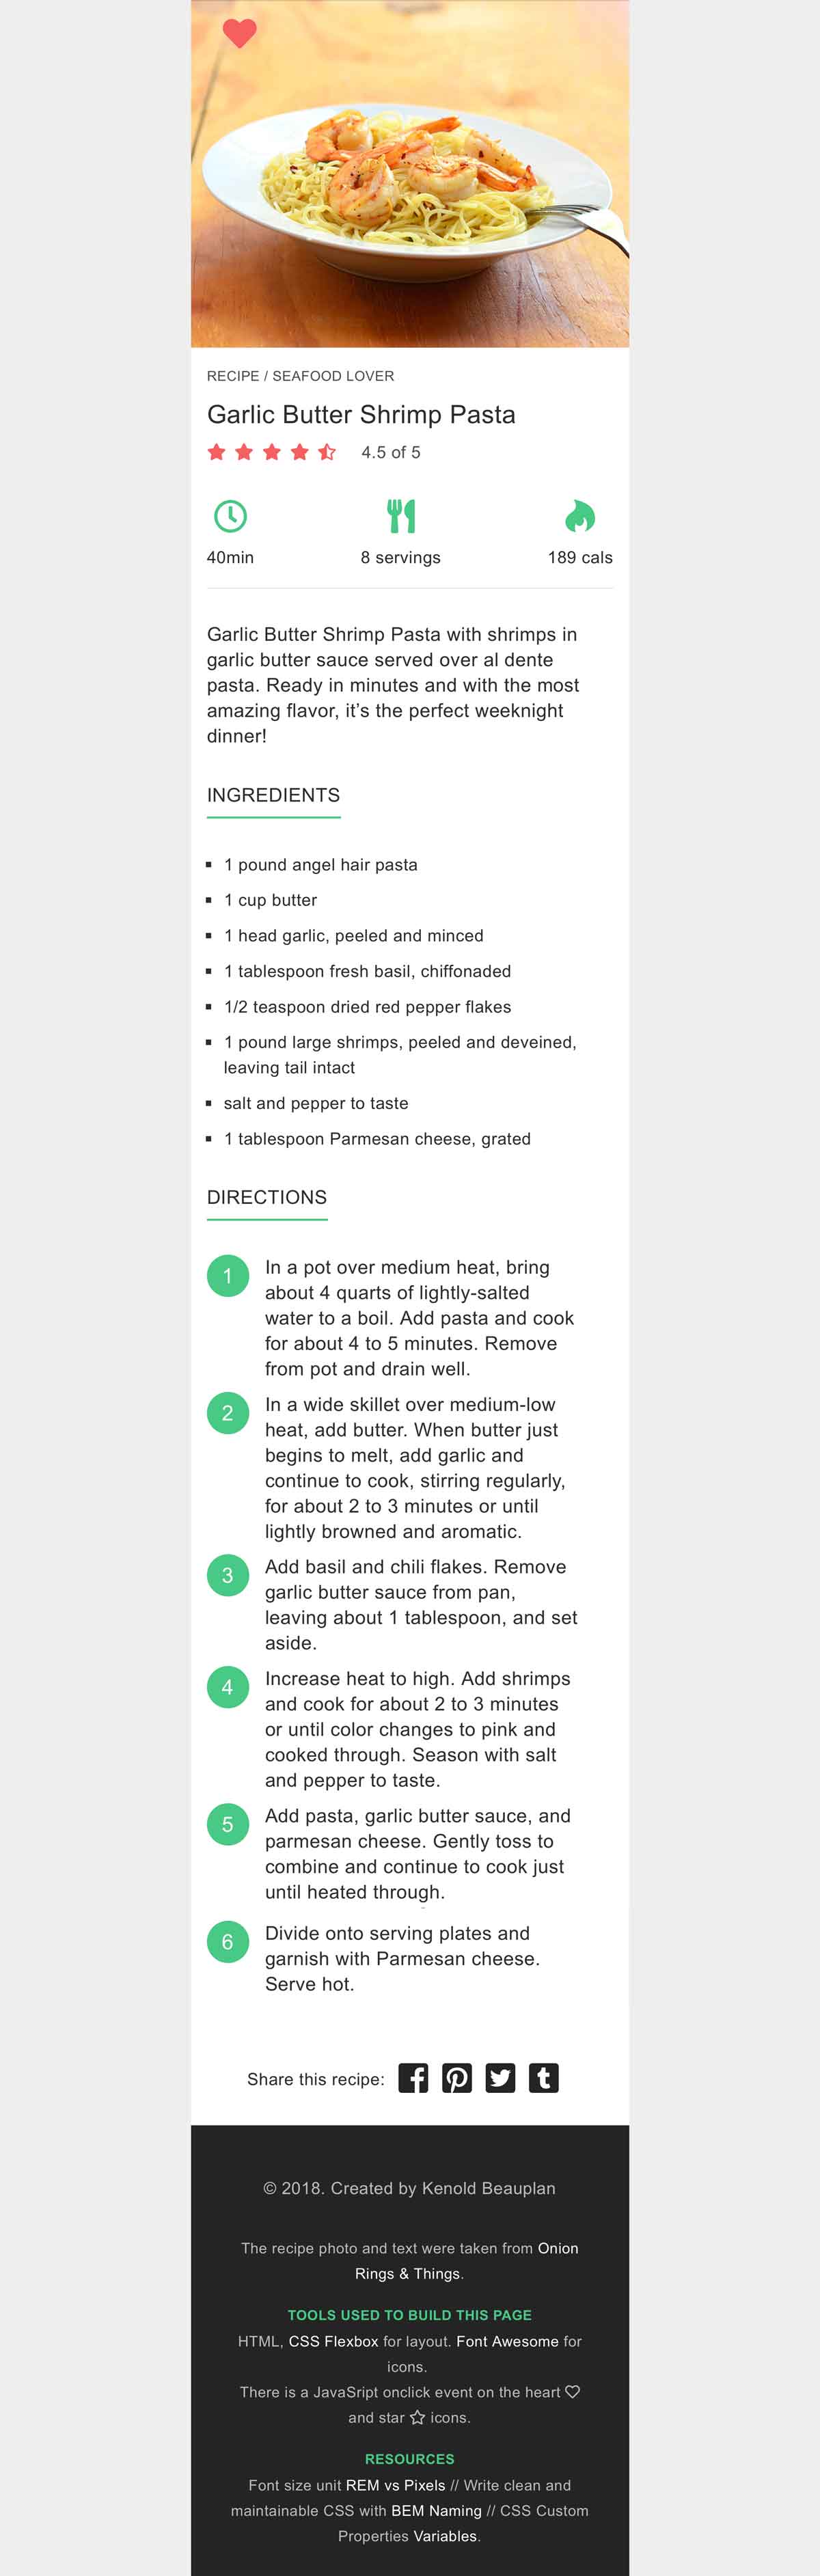 RECIPE / SEAFOOD LOVER
Garlic Butter Shrimp Pasta
4.5 of 5
40min
8 servings
189 cals
Garlic Butter Shrimp Pasta with shrimps in
garlic butter sauce served over al dente
pasta. Ready in minutes and with the most
amazing flavor, it’s the perfect weeknight
dinner!
INGREDIENTS
1 pound angel hair pasta
1 cup butter
1 head garlic, peeled and minced
1 tablespoon fresh basil, chiffonaded
1/2 teaspoon dried red pepper flakes
1 pound large shrimps, peeled and deveined,
leaving tail intact
salt and pepper to taste
1 tablespoon Parmesan cheese, grated
DIRECTIONS
1 In a pot over medium heat, bring
about 4 quarts of lightly-salted
water to a boil. Add pasta and cook
for about 4 to 5 minutes. Remove
from pot and drain well.
2 In a wide skillet over medium-low
heat, add butter. When butter just
begins to melt, add garlic and
continue to cook, stirring regularly,
for about 2 to 3 minutes or until
lightly browned and aromatic.
3 Add basil and chili flakes. Remove
garlic butter sauce from pan,
leaving about 1 tablespoon, and set
aside.
4 Increase heat to high. Add shrimps
and cook for about 2 to 3 minutes
or until color changes to pink and
cooked through. Season with salt
and pepper to taste.
5 Add pasta, garlic butter sauce, and
parmesan cheese. Gently toss to
combine and continue to cook just
until heated through.
6 Divide onto serving plates and
garnish with Parmesan cheese.
Serve hot.
Share this recipe:
© 2018. Created by Kenold Beauplan
The recipe photo and text were taken from Onion
Rings & Things.
TOOLS USED TO BUILD THIS PAGE
HTML, CSS Flexbox for layout. Font Awesome for
icons.
There is a JavaSript onclick event on the heart
and star icons.
RESOURCES
Font size unit REM vs Pixels // Write clean and
maintainable CSS with BEM Naming // CSS Custom
Properties Variables.